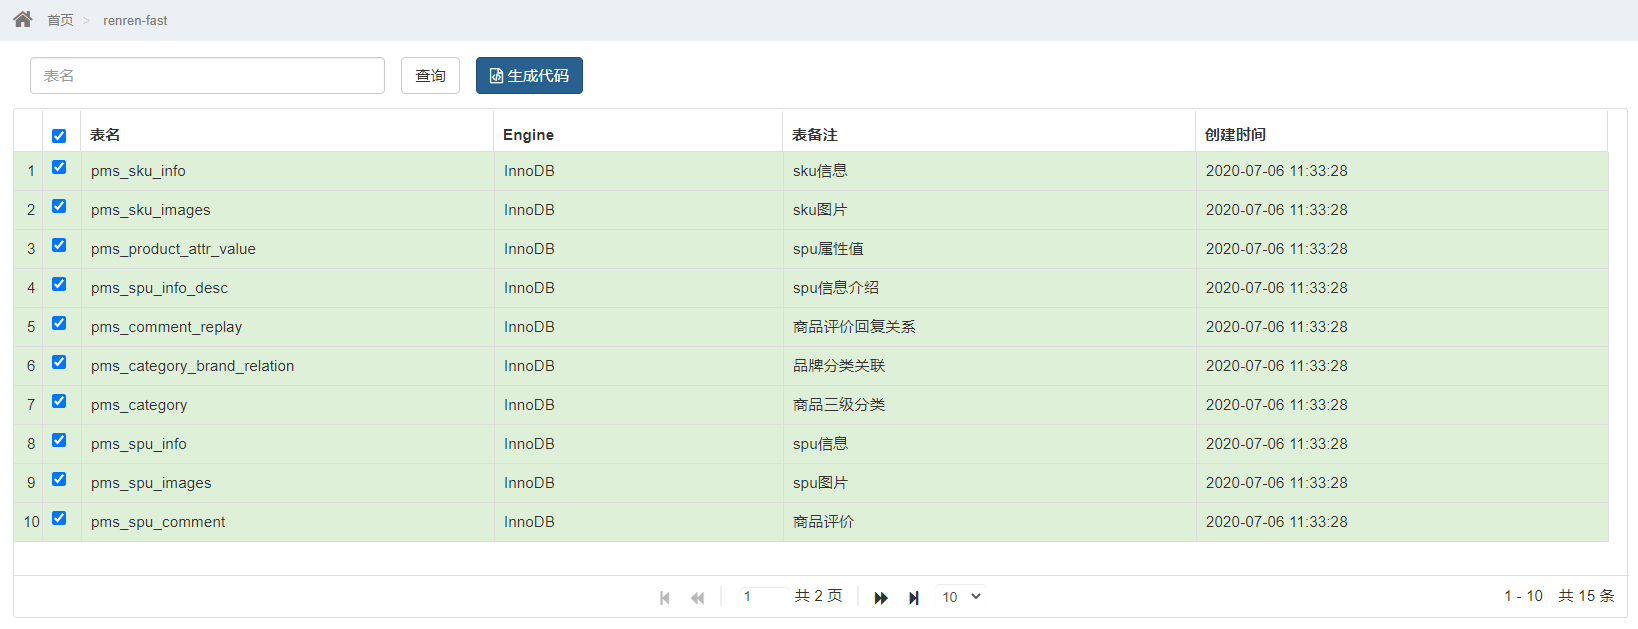 首页 > renren-fast
表名 查询 生成代码
表名 Engine 表备注 创建时间
1 pms_sku_info InnoDB sku信息 2020-07-06 11:33:28
2 pms_sku_images InnoDB sku图片 2020-07-06 11:33:28
3 pms_product_attr_value InnoDB spu属性值 2020-07-06 11:33:28
4 pms_spu_info_desc InnoDB spu信息介绍 2020-07-06 11:33:28
5 pms_comment_replay InnoDB 商品评价回复关系 2020-07-06 11:33:28
6 pms_category_brand_relation InnoDB 品牌分类关联 2020-07-06 11:33:28
7 pms_category InnoDB 商品三级分类 2020-07-06 11:33:28
8 pms_spu_info InnoDB spu信息 2020-07-06 11:33:28
9 pms_spu_images InnoDB spu图片 2020-07-06 11:33:28
10 pms_spu_comment InnoDB 商品评价 2020-07-06 11:33:28
1 共 2 页 10 1 - 10 共 15 条